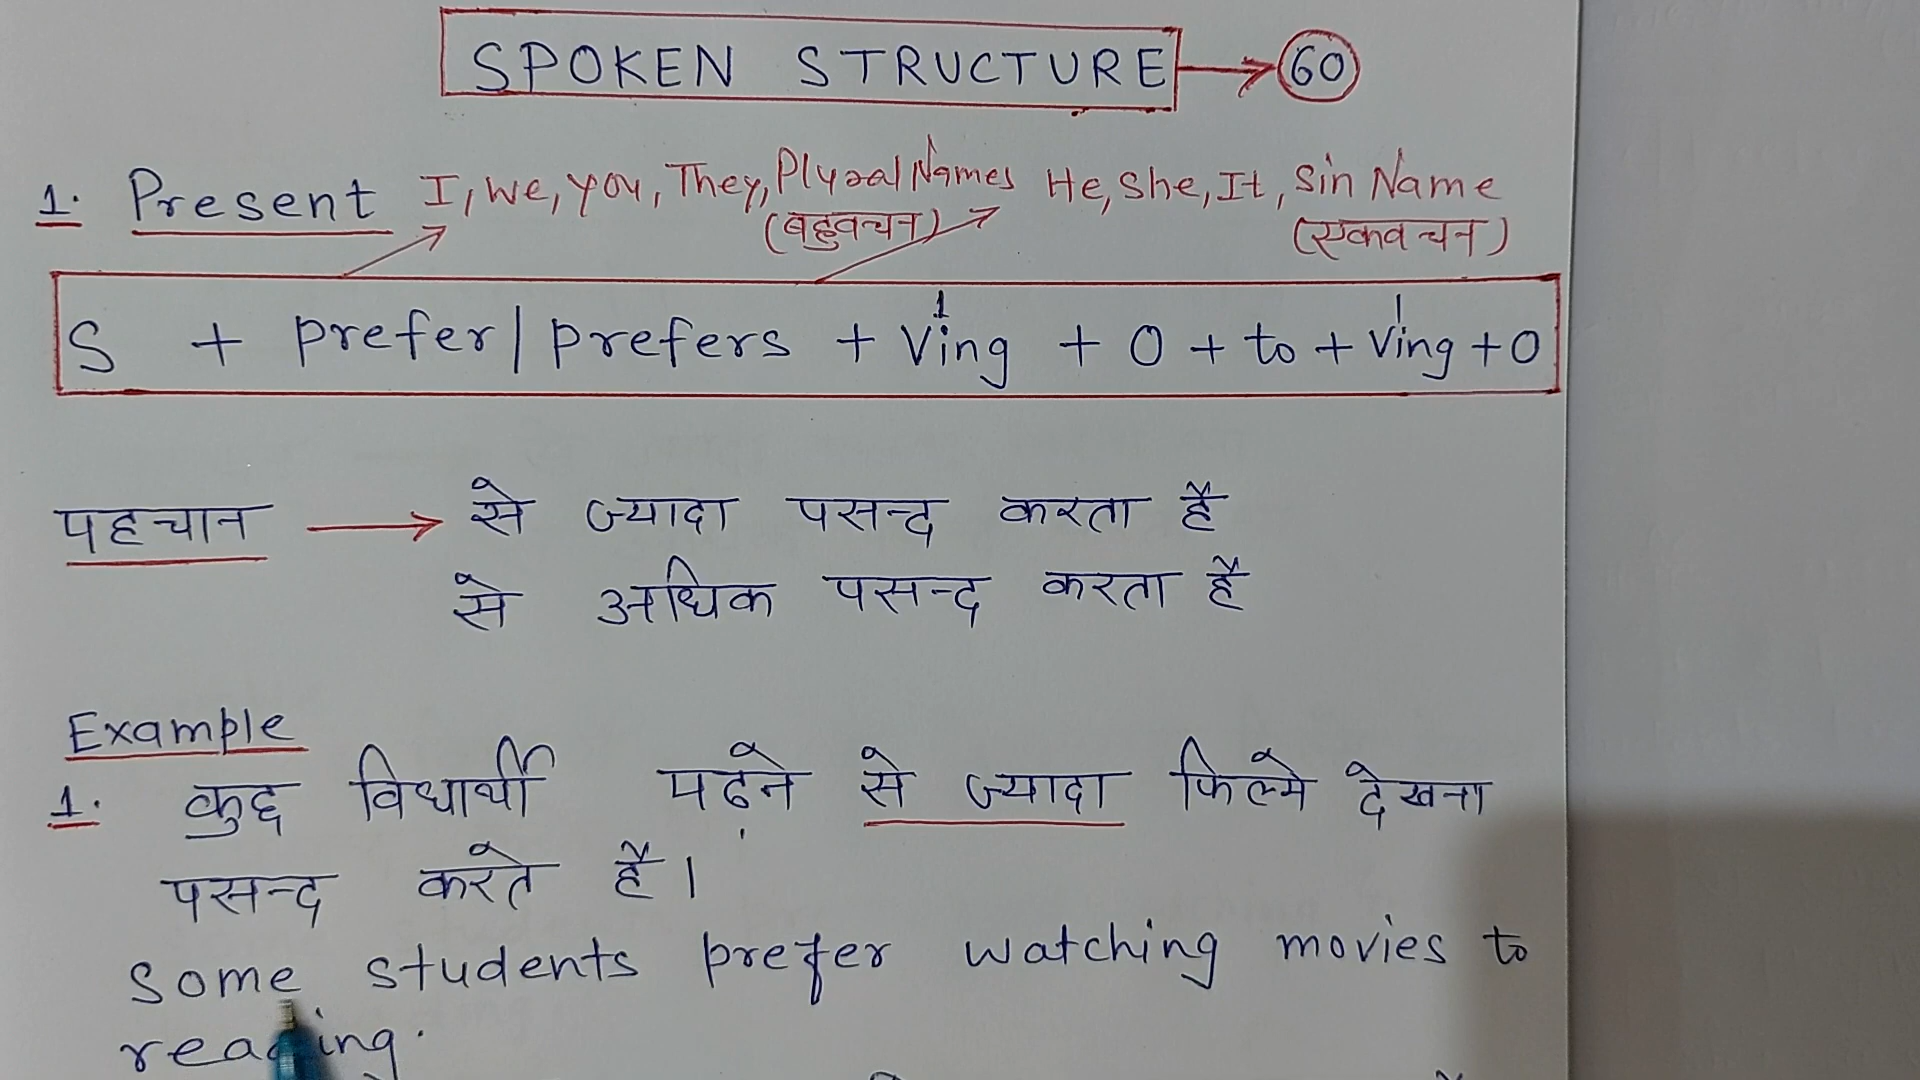 SPOKEN STRUCTURE → 60
1. Present I, We, you, They, Plural Names He, She, It, Sin Name
(बहुवचन) (एकवचन)
S + Prefer / Prefers + V1ing + O + to + V1ing + O
पहचान → से ज्यादा पसन्द करता है
से अधिक पसन्द करता है
Example
1. कुछ विधार्थी पढ़ने से ज्यादा फिल्मे देखना
पसन्द करते है।
Some students prefer watching movies to
reading.